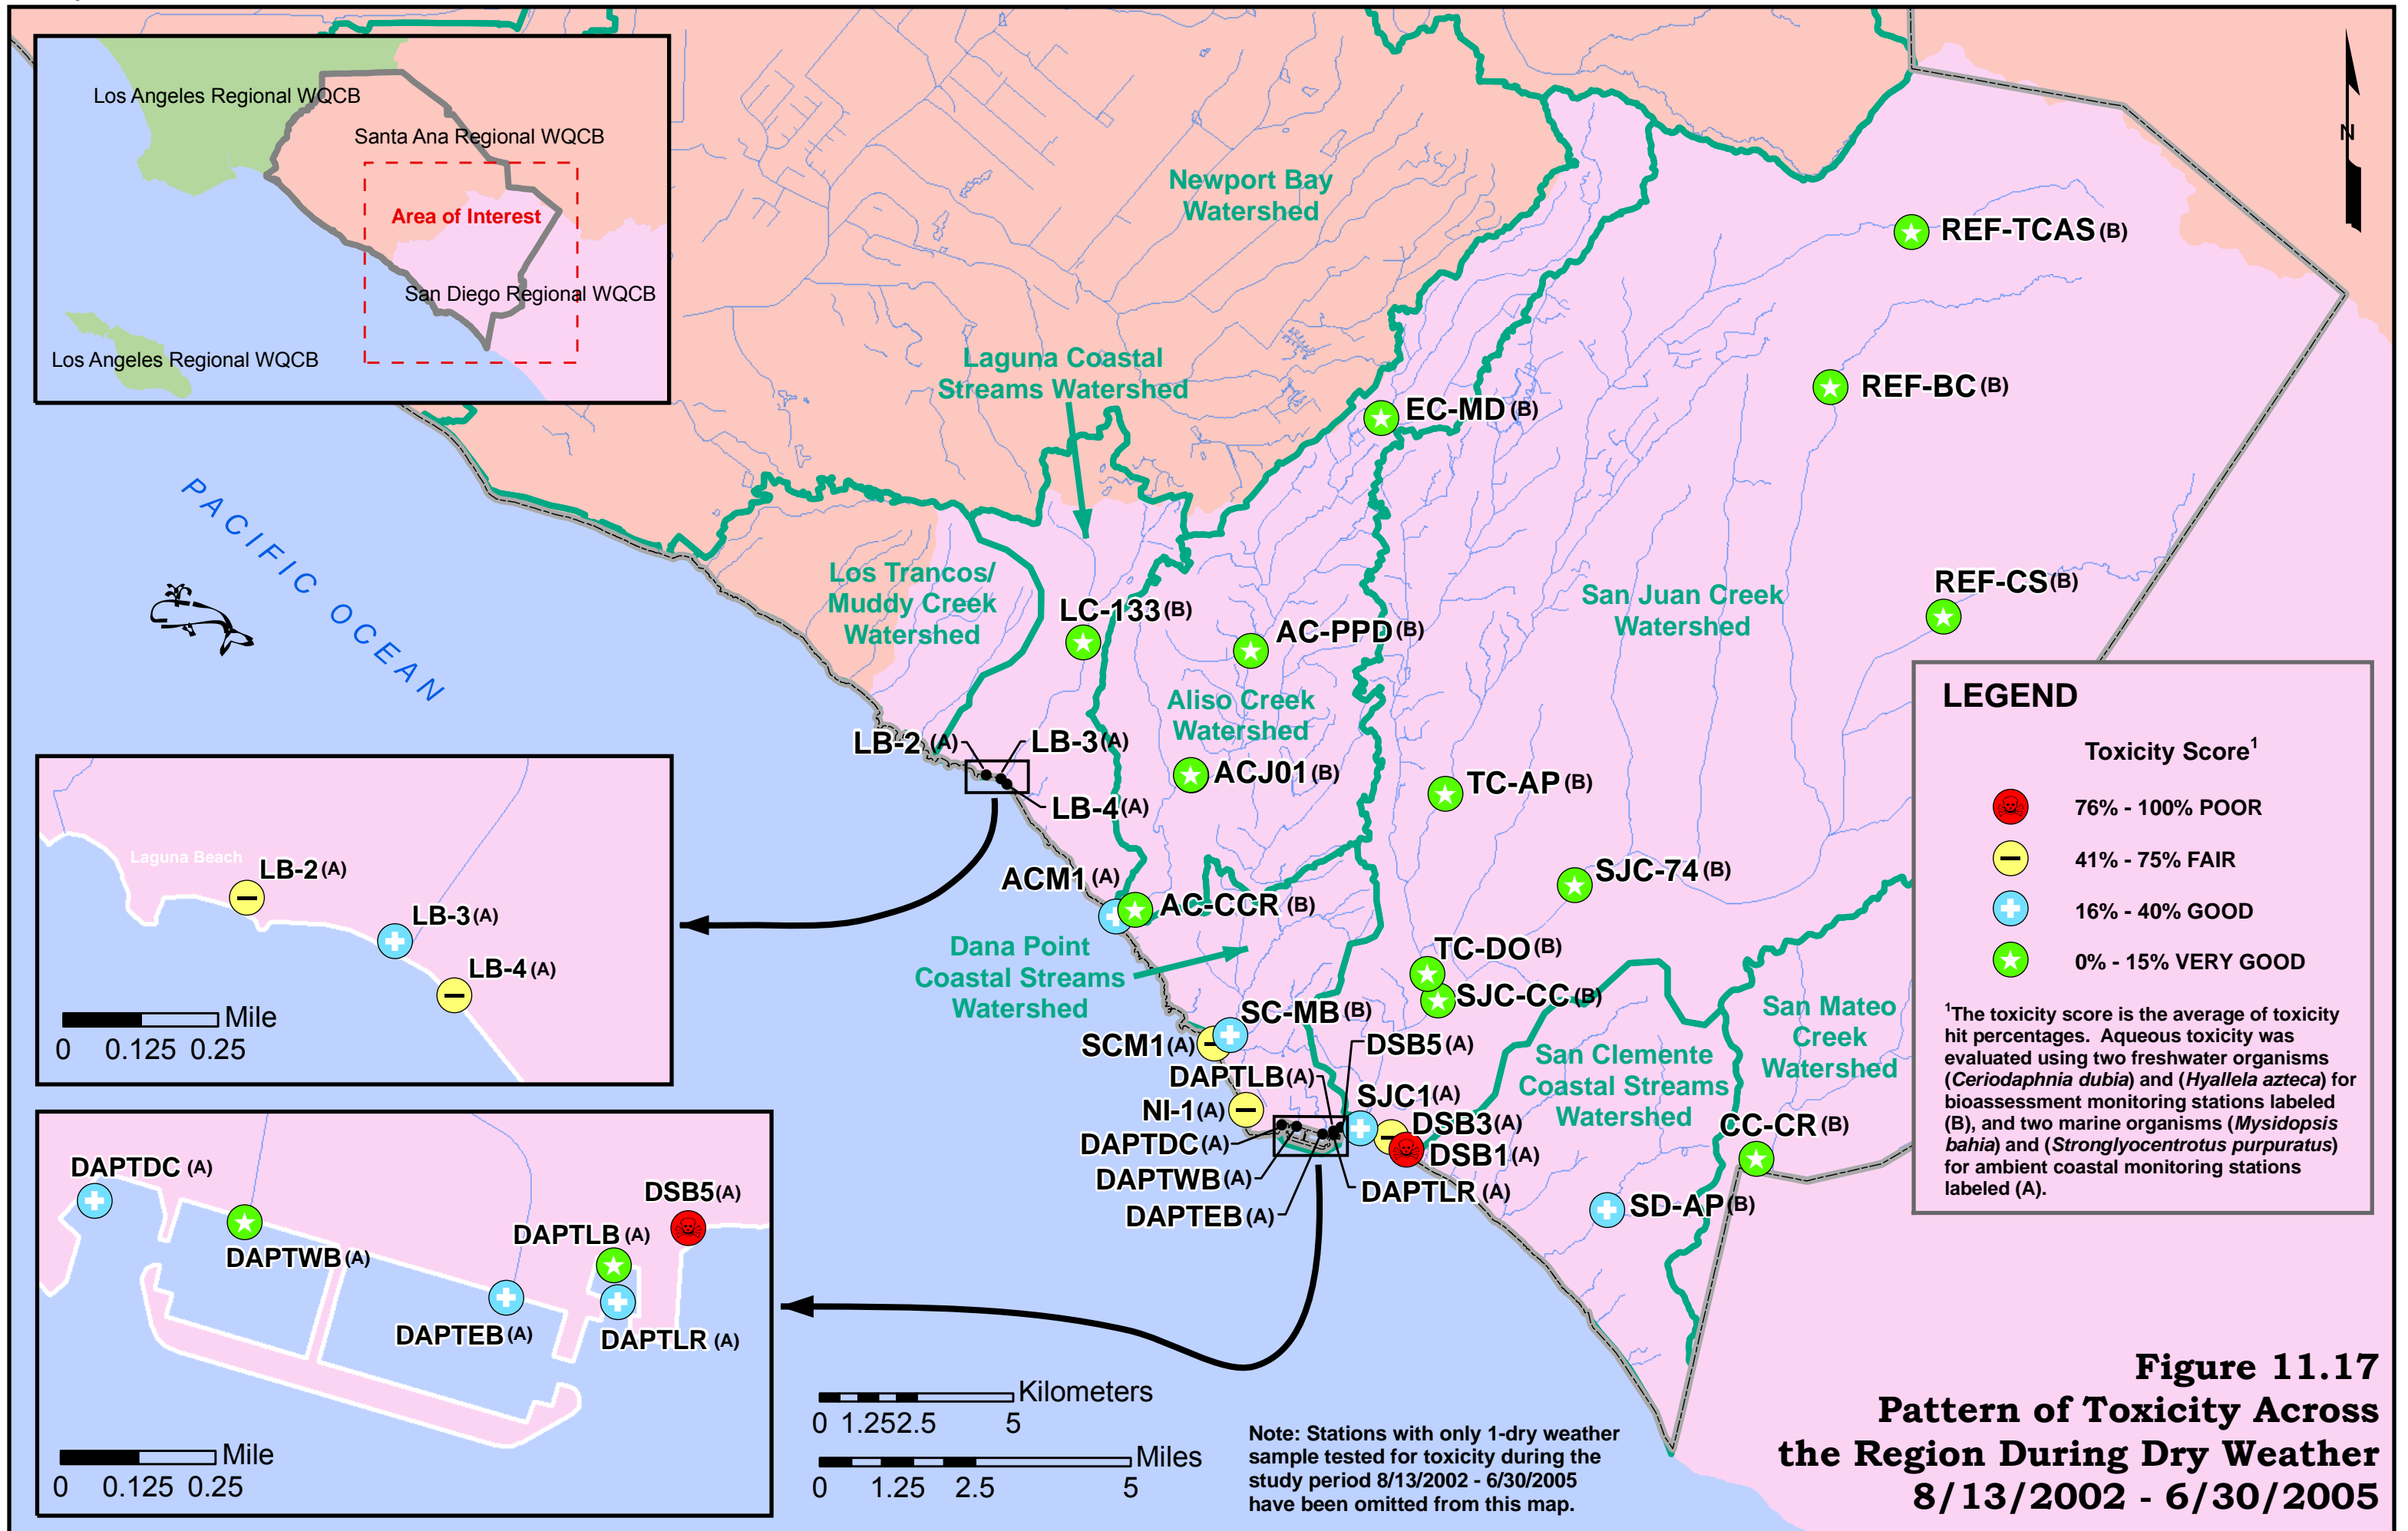 Los Angeles Regional WQCB
Santa Ana Regional WQCB
Area of Interest
San Diego Regional WQCB
Los Angeles Regional WQCB
N
Newport Bay
Watershed
REF-TCAS (B)
REF-BC (B)
Laguna Coastal
Streams Watershed
EC-MD (B)
PACIFIC OCEAN
Los Trancos/
Muddy Creek
Watershed
LC-133 (B)
AC-PPD (B)
San Juan Creek
Watershed
REF-CS (B)
Aliso Creek
Watershed
LB-2 (A)
LB-3 (A)
LB-4 (A)
ACJ01 (B)
TC-AP (B)
SJC-74 (B)
ACM1 (A)
AC-CCR (B)
Dana Point
Coastal Streams
Watershed
TC-DO (B)
SJC-CC (B)
SC-MB (B)
SCM1 (A)
DSB5 (A)
DAPTLB (A)
SJC1 (A)
NI-1 (A)
DSB3 (A)
DAPTDC (A)
DSB1 (A)
DAPTWB (A)
DAPTLR (A)
DAPTEB (A)
San Clemente
Coastal Streams
Watershed
San Mateo
Creek
Watershed
CC-CR (B)
SD-AP (B)
Laguna Beach
LB-2 (A)
LB-3 (A)
LB-4 (A)
Mile
0 0.125 0.25
DAPTDC (A)
DSB5 (A)
DAPTLB (A)
DAPTWB (A)
DAPTEB (A)
DAPTLR (A)
Mile
0 0.125 0.25
Kilometers
0 1.252.5 5
Miles
0 1.25 2.5 5
LEGEND
Toxicity Score1
76% - 100% POOR
41% - 75% FAIR
16% - 40% GOOD
0% - 15% VERY GOOD
1The toxicity score is the average of toxicity
hit percentages. Aqueous toxicity was
evaluated using two freshwater organisms
(Ceriodaphnia dubia) and (Hyallela azteca) for
bioassessment monitoring stations labeled
(B), and two marine organisms (Mysidopsis
bahia) and (Stronglyocentrotus purpuratus)
for ambient coastal monitoring stations
labeled (A).
Note: Stations with only 1-dry weather
sample tested for toxicity during the
study period 8/13/2002 - 6/30/2005
have been omitted from this map.
Figure 11.17
Pattern of Toxicity Across
the Region During Dry Weather
8/13/2002 - 6/30/2005